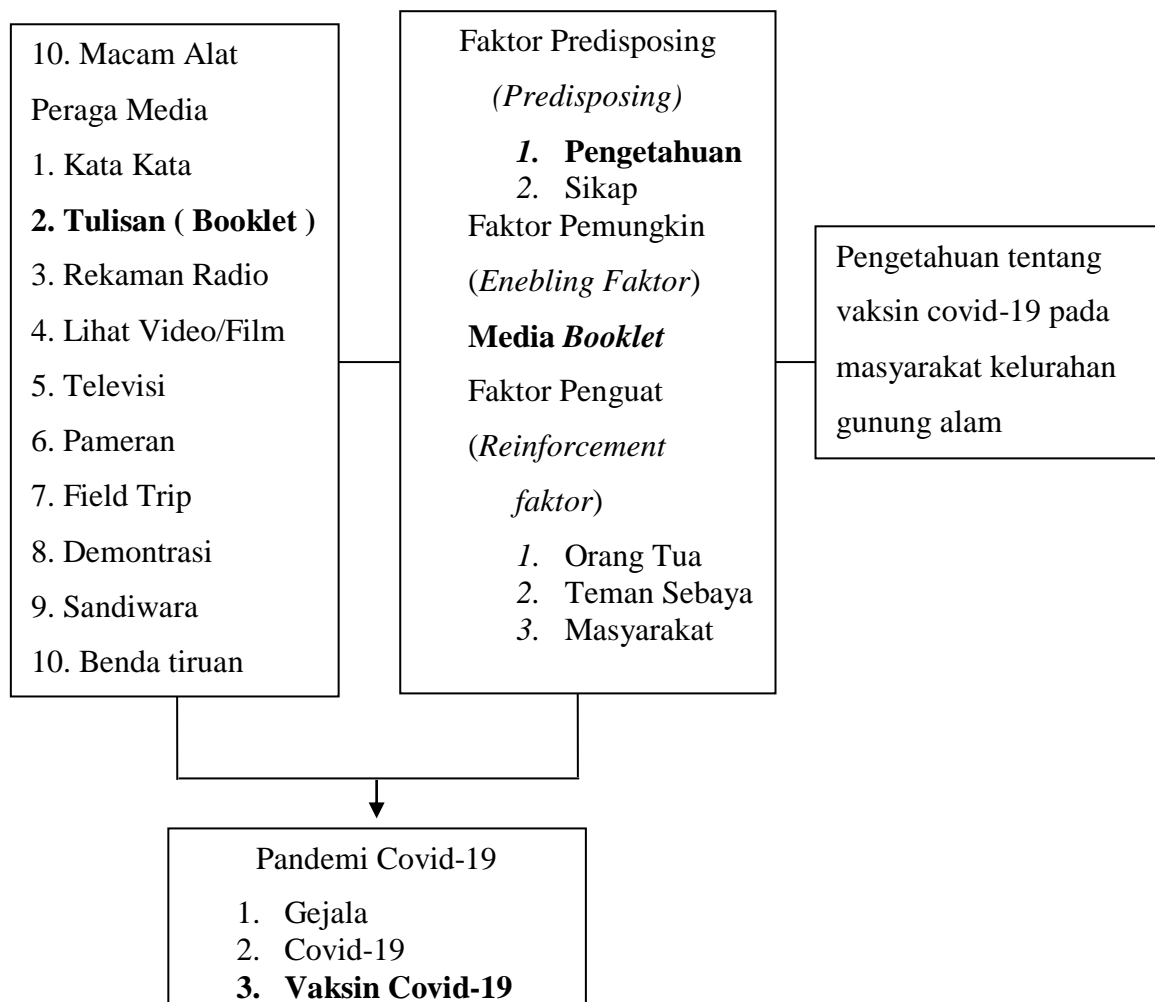 10. Macam Alat
Peraga Media
1. Kata Kata
2. Tulisan ( Booklet )
3. Rekaman Radio
4. Lihat Video/Film
5. Televisi
6. Pameran
7. Field Trip
8. Demontrasi
9. Sandiwara
10. Benda tiruan
Faktor Predisposing
(Predisposing)
1. Pengetahuan
2. Sikap
Faktor Pemungkin
(Enebling Faktor)
Media Booklet
Faktor Penguat
(Reinforcement
faktor)
1. Orang Tua
2. Teman Sebaya
3. Masyarakat
Pengetahuan tentang
vaksin covid-19 pada
masyarakat kelurahan
gunung alam
Pandemi Covid-19
1. Gejala
2. Covid-19
3. Vaksin Covid-19